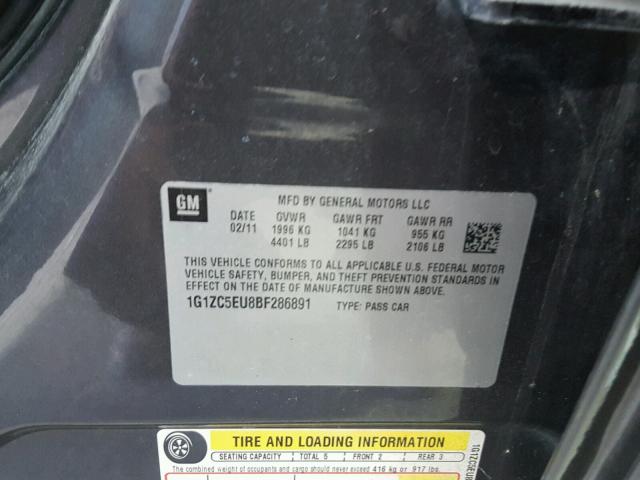 GM
MFD BY GENERAL MOTORS LLC
DATE GVWR GAWR FRT GAWR RR
02/11 1996 KG 1041 KG 955 KG
4401 LB 2295 LB 2106 LB
THIS VEHICLE CONFORMS TO ALL APPLICABLE U.S. FEDERAL MOTOR
VEHICLE SAFETY, BUMPER, AND THEFT PREVENTION STANDARDS
IN EFFECT ON THE DATE OF MANUFACTURE SHOWN ABOVE.
1G1ZC5EU8BF286891 TYPE: PASS CAR
TIRE AND LOADING INFORMATION
SEATING CAPACITY TOTAL 5 FRONT 2 REAR 3
The combined weight of occupants and cargo should never exceed 416 kg or 917 lbs.
1G1ZC5EU8